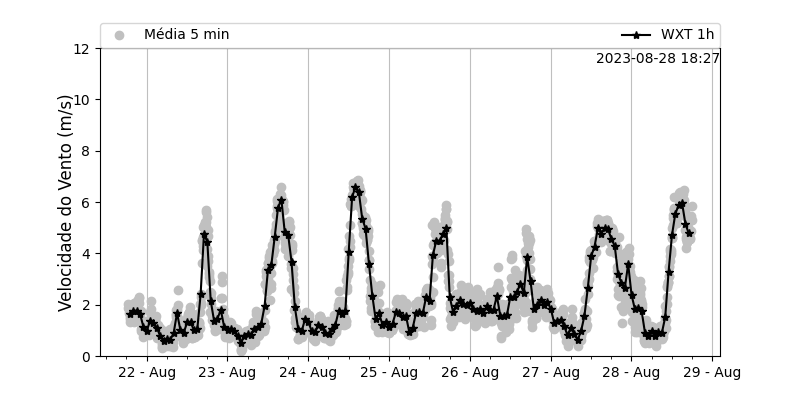 Média 5 min
WXT 1h
2023-08-28 18:27
Velocidade do Vento (m/s)
12
10
8
6
4
2
0
22 - Aug
23 - Aug
24 - Aug
25 - Aug
26 - Aug
27 - Aug
28 - Aug
29 - Aug